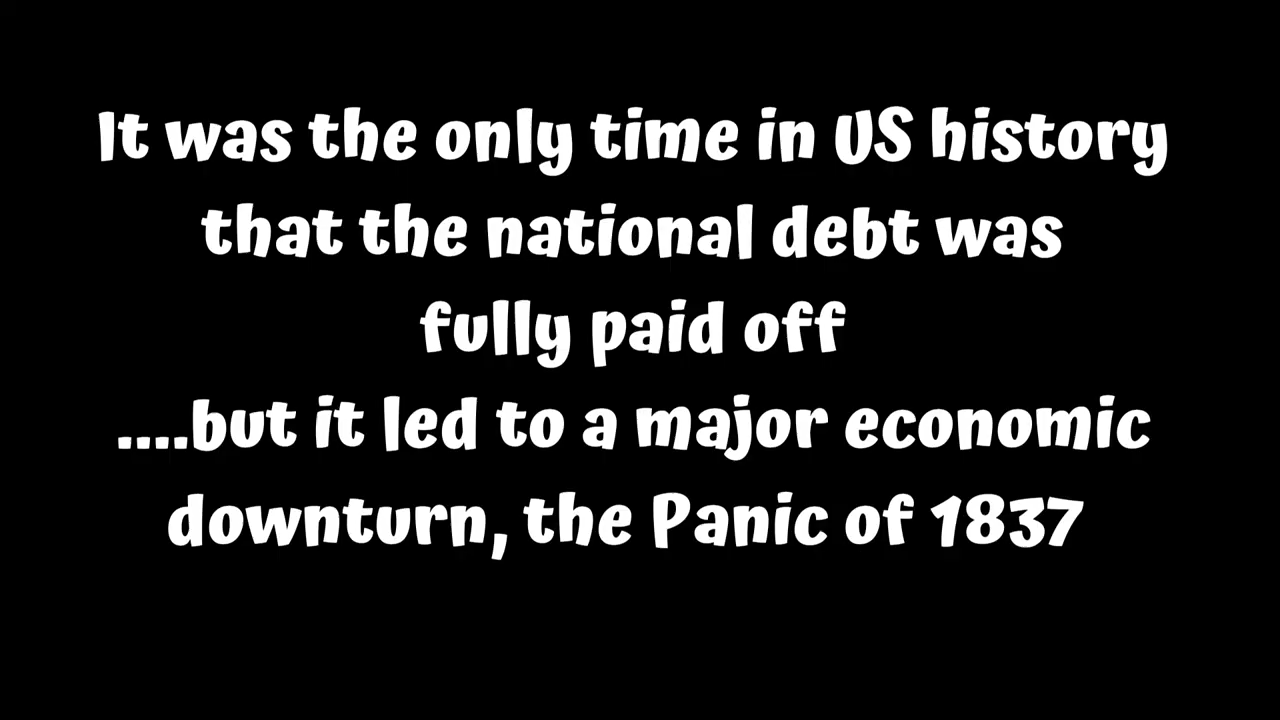 It was the only time in US history
that the national debt was
fully paid off
....but it led to a major economic
downturn, the Panic of 1837